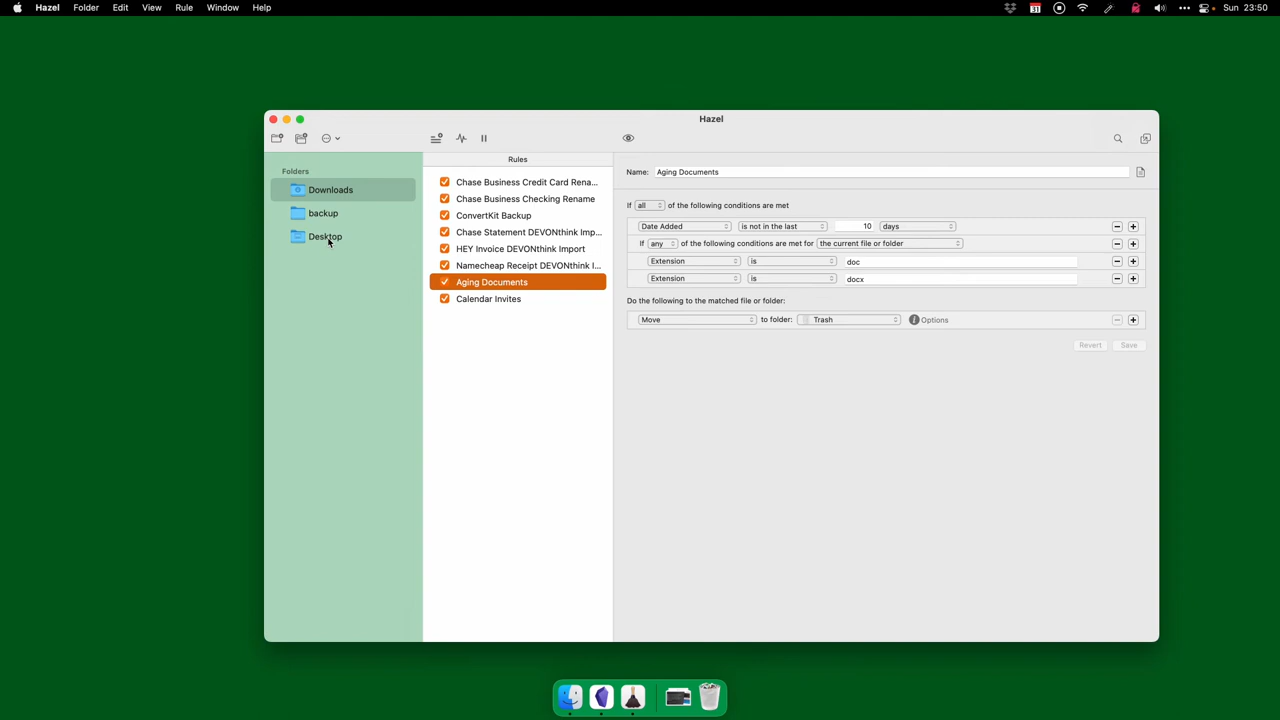 Hazel Folder Edit View Rule Window Help 31 Sun 23:50
Hazel
Folders
Downloads
backup
Desktop
Rules
Chase Business Credit Card Rena...
Chase Business Checking Rename
ConvertKit Backup
Chase Statement DEVONthink Imp...
HEY Invoice DEVONthink Import
Namecheap Receipt DEVONthink I...
Aging Documents
Calendar Invites
Name: Aging Documents
If all of the following conditions are met
Date Added is not in the last 10 days
If any of the following conditions are met for the current file or folder
Extension is doc
Extension is docx
Do the following to the matched file or folder:
Move to folder: Trash Options
Revert Save